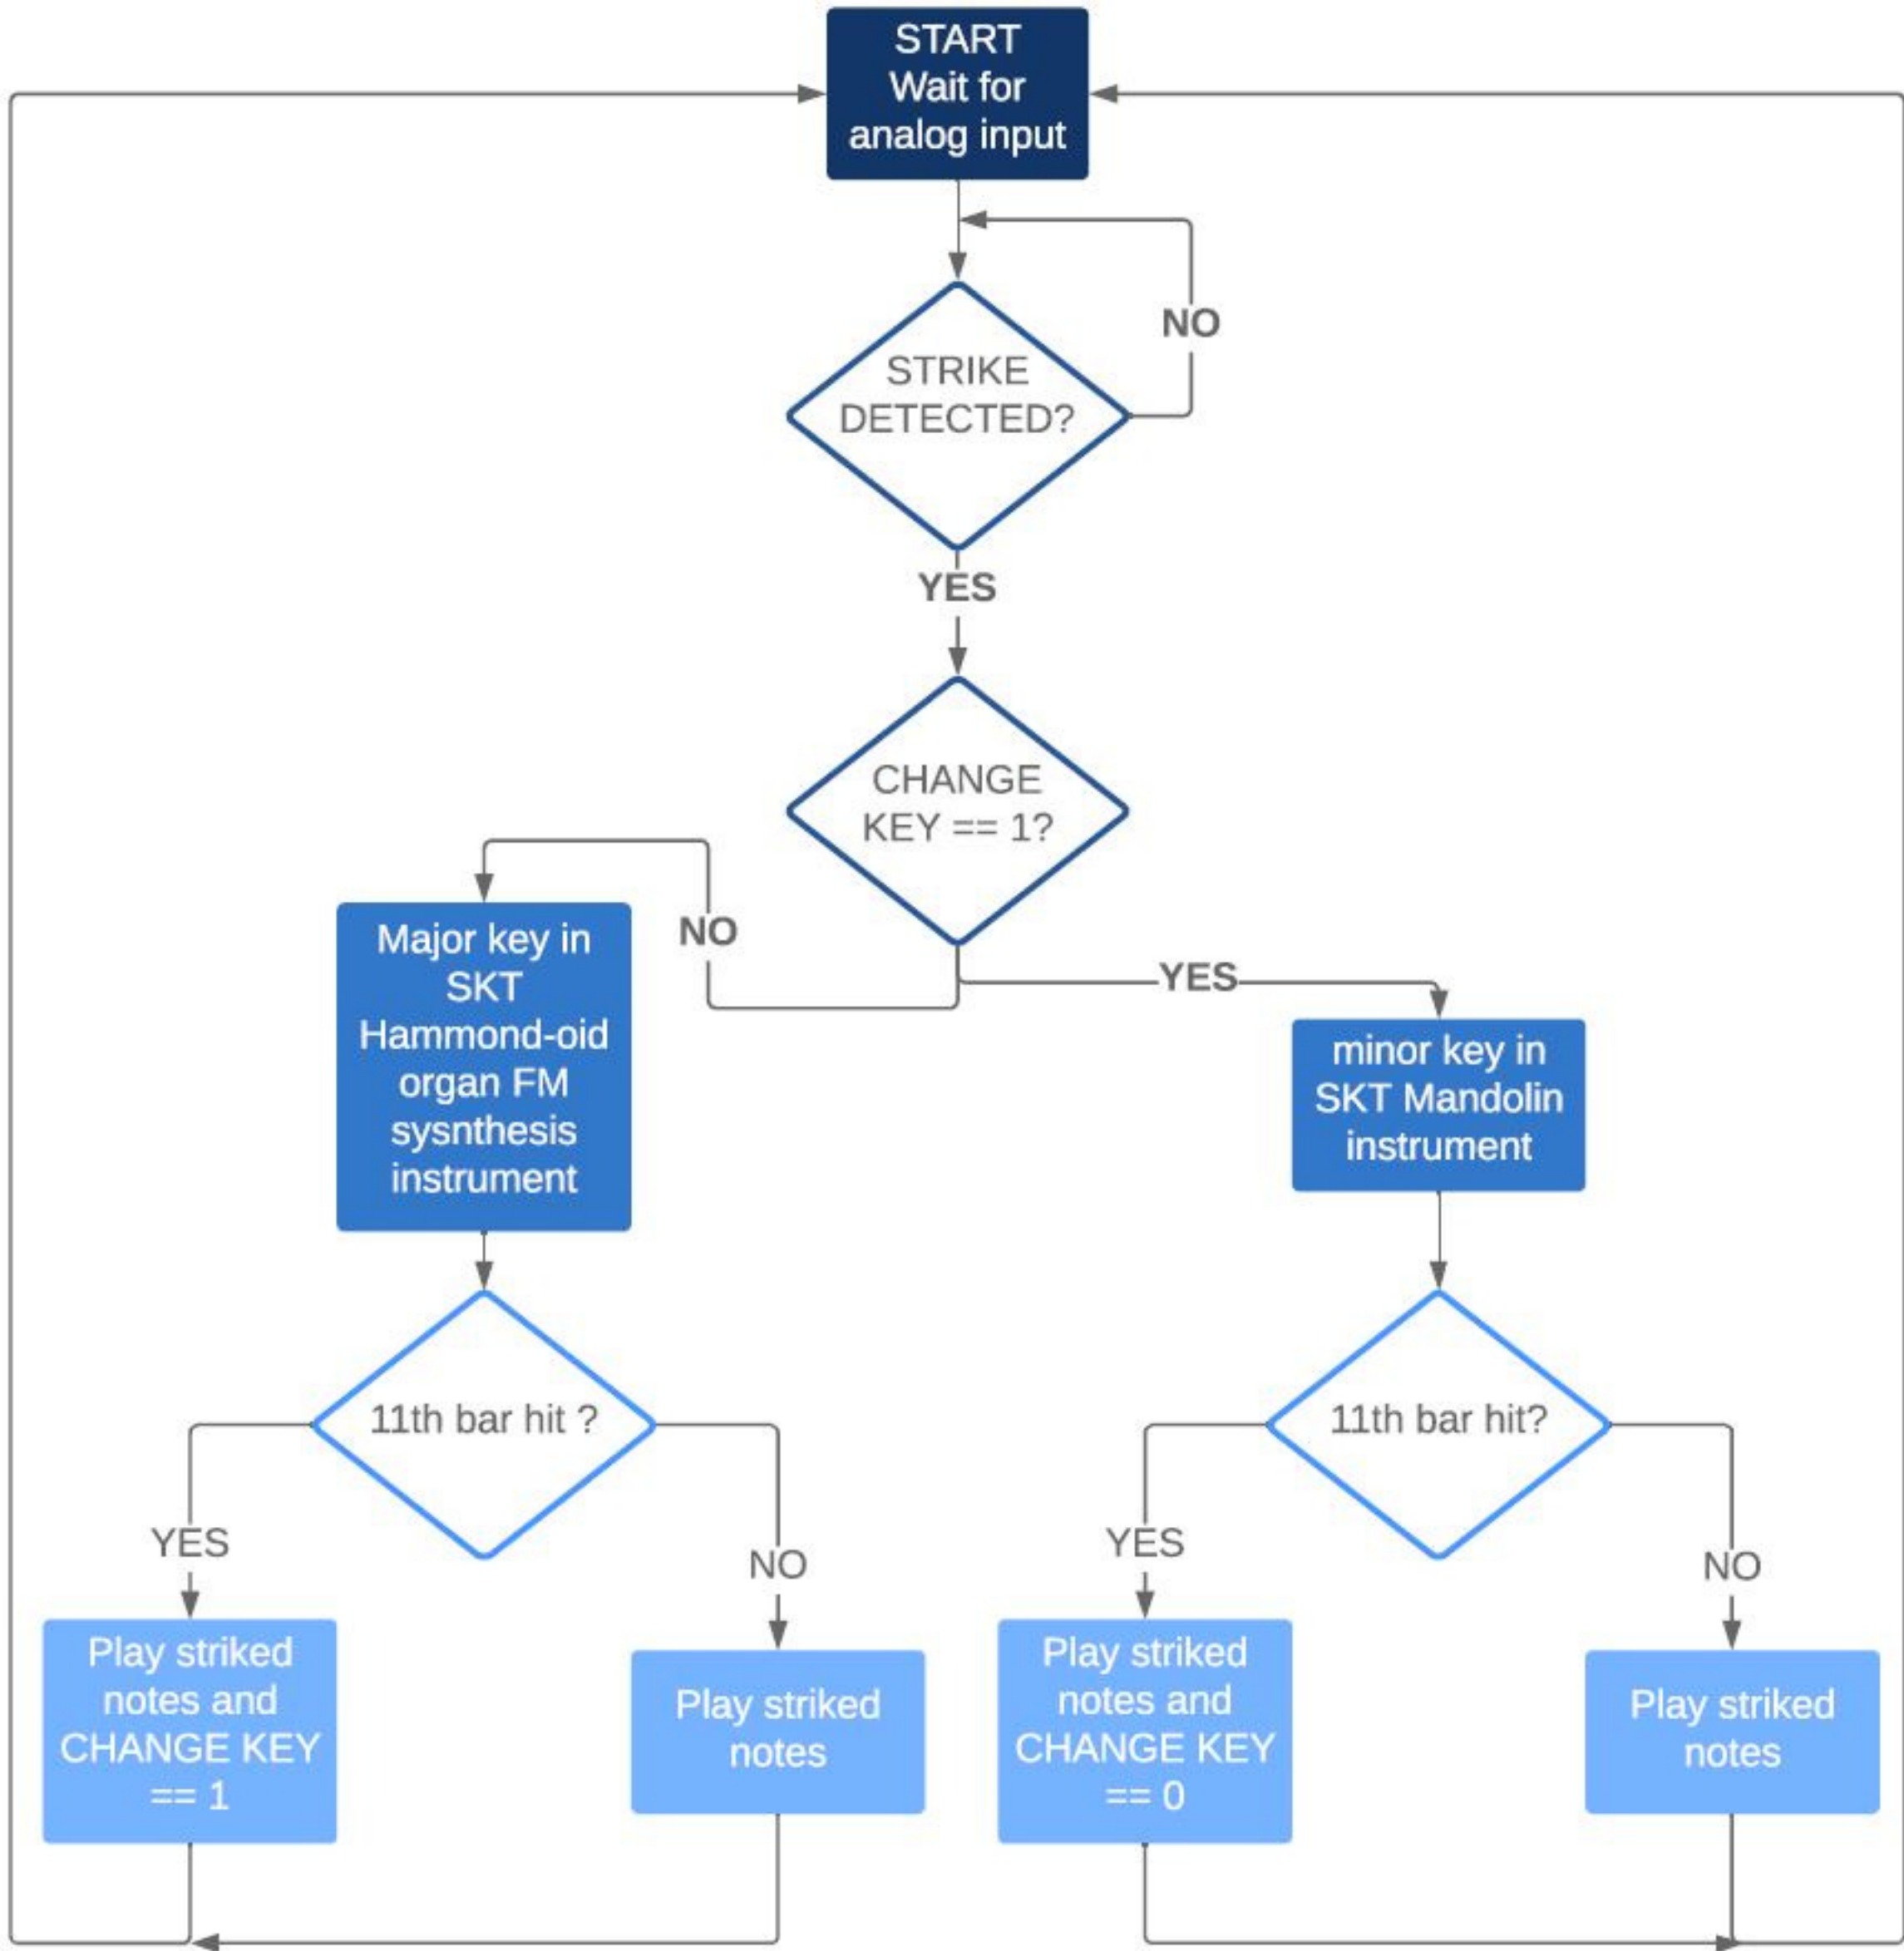 START
Wait for
analog input
NO
STRIKE
DETECTED?
YES
CHANGE
KEY == 1?
NO
YES
Major key in
SKT
Hammond-oid
organ FM
sysnthesis
instrument
minor key in
SKT Mandolin
instrument
11th bar hit ?
11th bar hit?
YES
NO
YES
NO
Play striked
notes and
CHANGE KEY
== 1
Play striked
notes
Play striked
notes and
CHANGE KEY
== 0
Play striked
notes